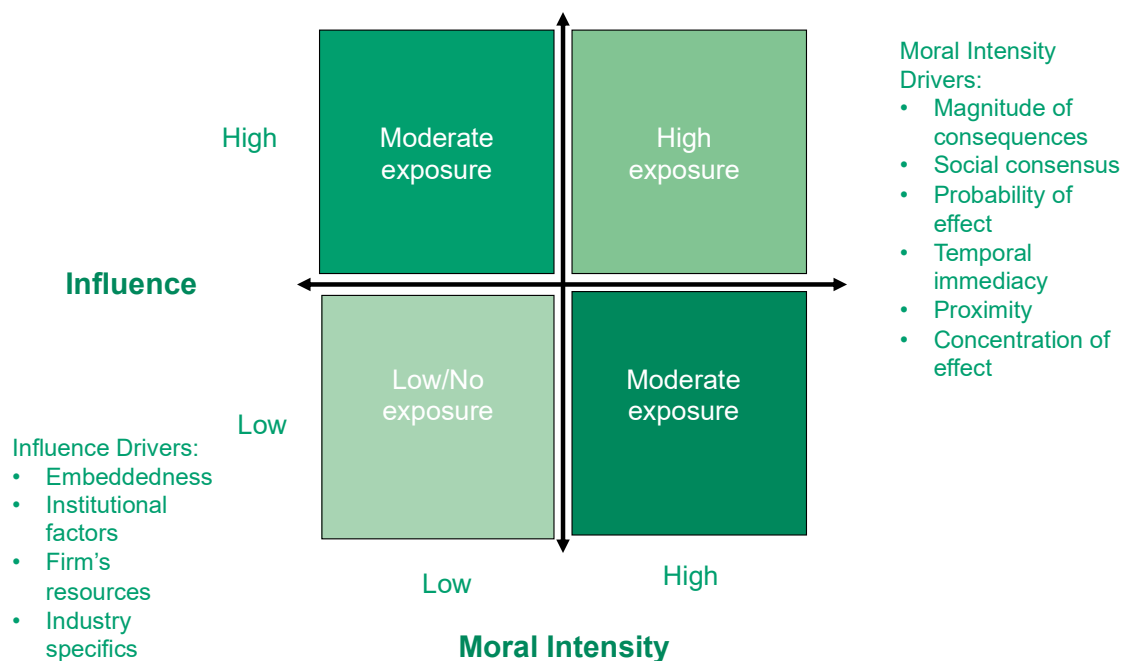 Moral Intensity
Drivers:
• Magnitude of
consequences
• Social consensus
• Probability of
effect
• Temporal
immediacy
• Proximity
• Concentration of
effect
High
Moderate
exposure
High
exposure
Influence
Low/No
exposure
Moderate
exposure
Low
Influence Drivers:
• Embeddedness
• Institutional
factors
• Firm’s
resources
• Industry
specifics
Low
High
Moral Intensity